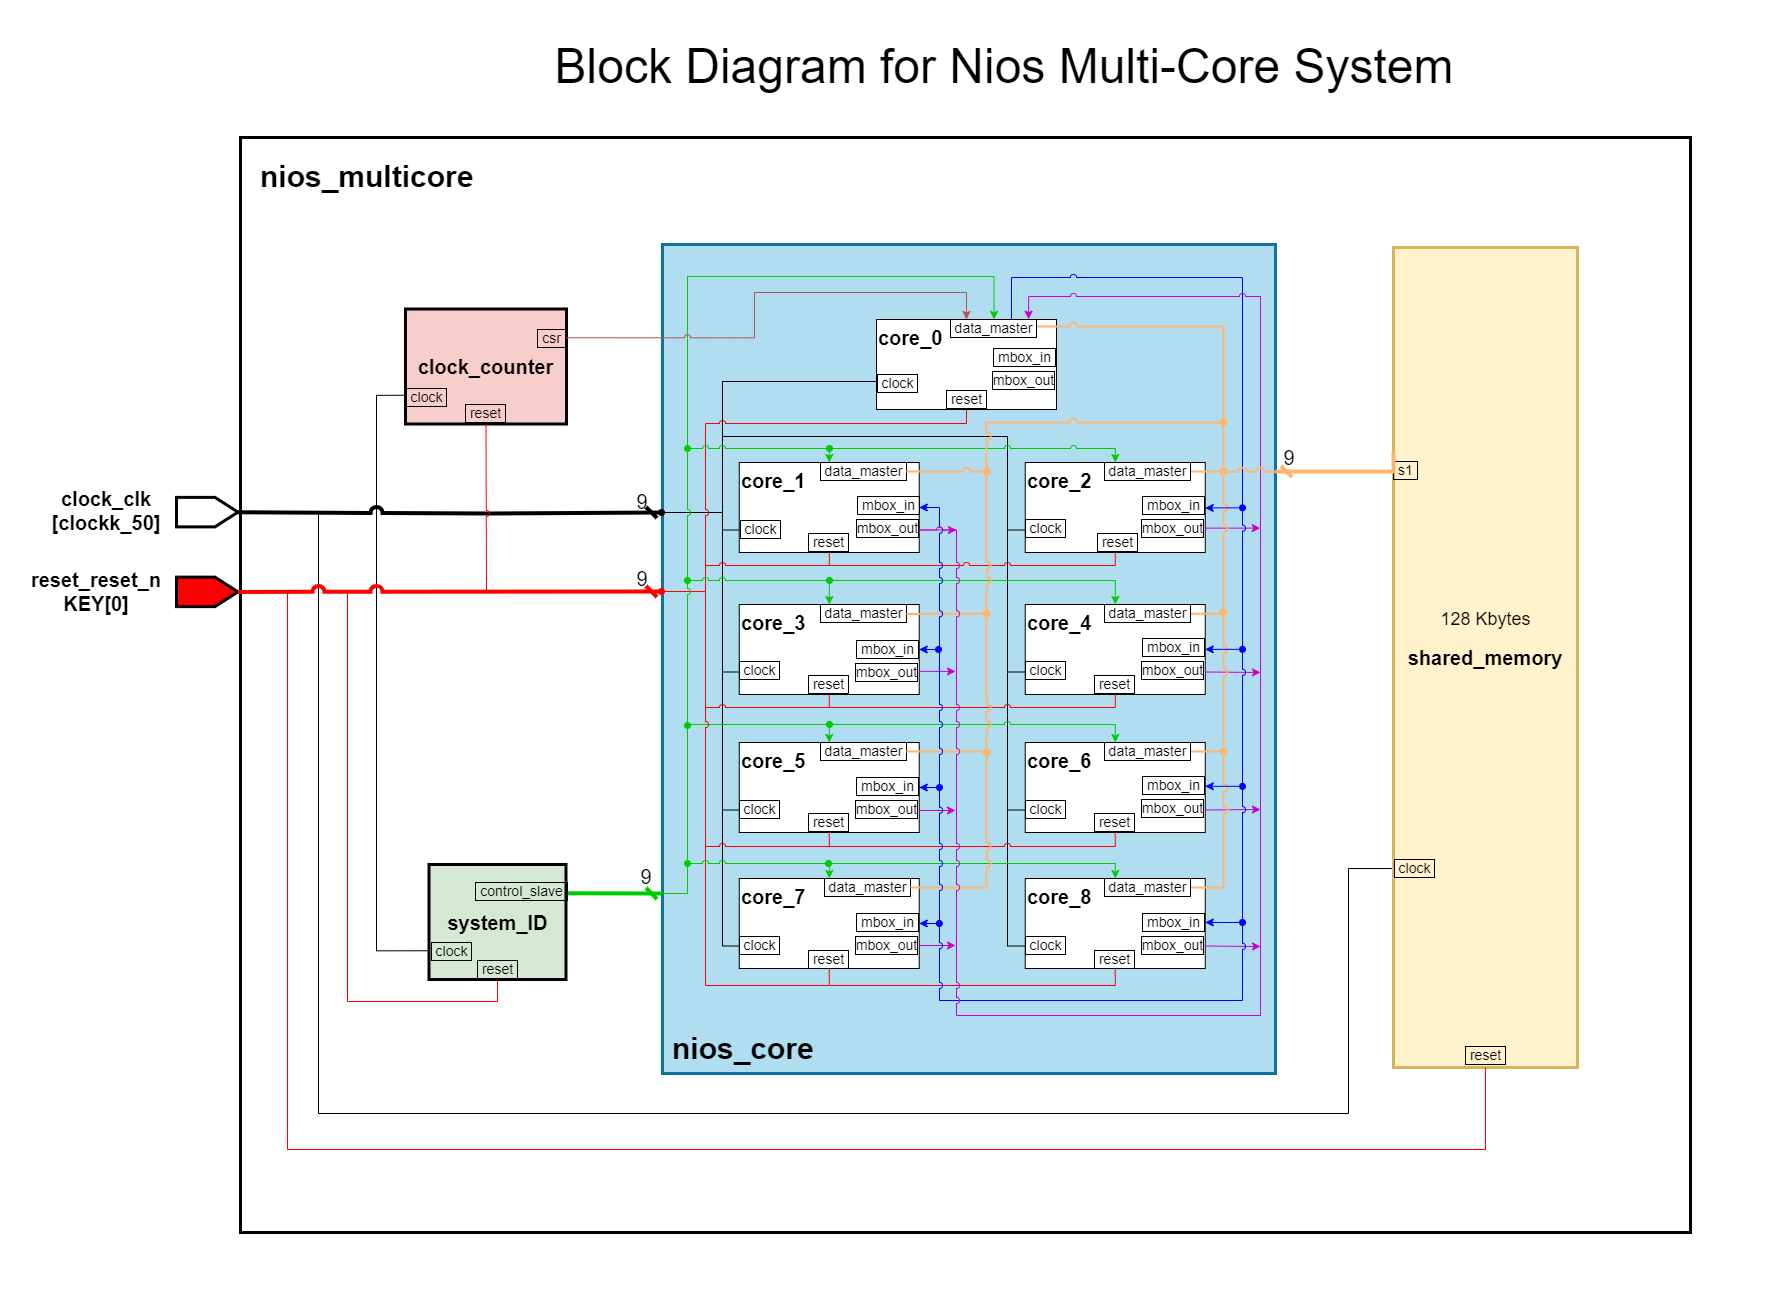 Block Diagram for Nios Multi-Core System
nios_multicore
csr
clock_counter
clock
reset
clock_clk
[clockk_50]
reset_reset_n
KEY[0]
9
9
9
control_slave
system_ID
clock
reset
data_master
core_0
mbox_in
mbox_out
clock
reset
data_master
core_1
mbox_in
mbox_out
clock
reset
data_master
core_2
mbox_in
mbox_out
clock
reset
data_master
core_3
mbox_in
mbox_out
clock
reset
data_master
core_4
mbox_in
mbox_out
clock
reset
data_master
core_5
mbox_in
mbox_out
clock
reset
data_master
core_6
mbox_in
mbox_out
clock
reset
data_master
core_7
mbox_in
mbox_out
clock
reset
data_master
core_8
mbox_in
mbox_out
clock
reset
nios_core
9
s1
128 Kbytes
shared_memory
clock
reset